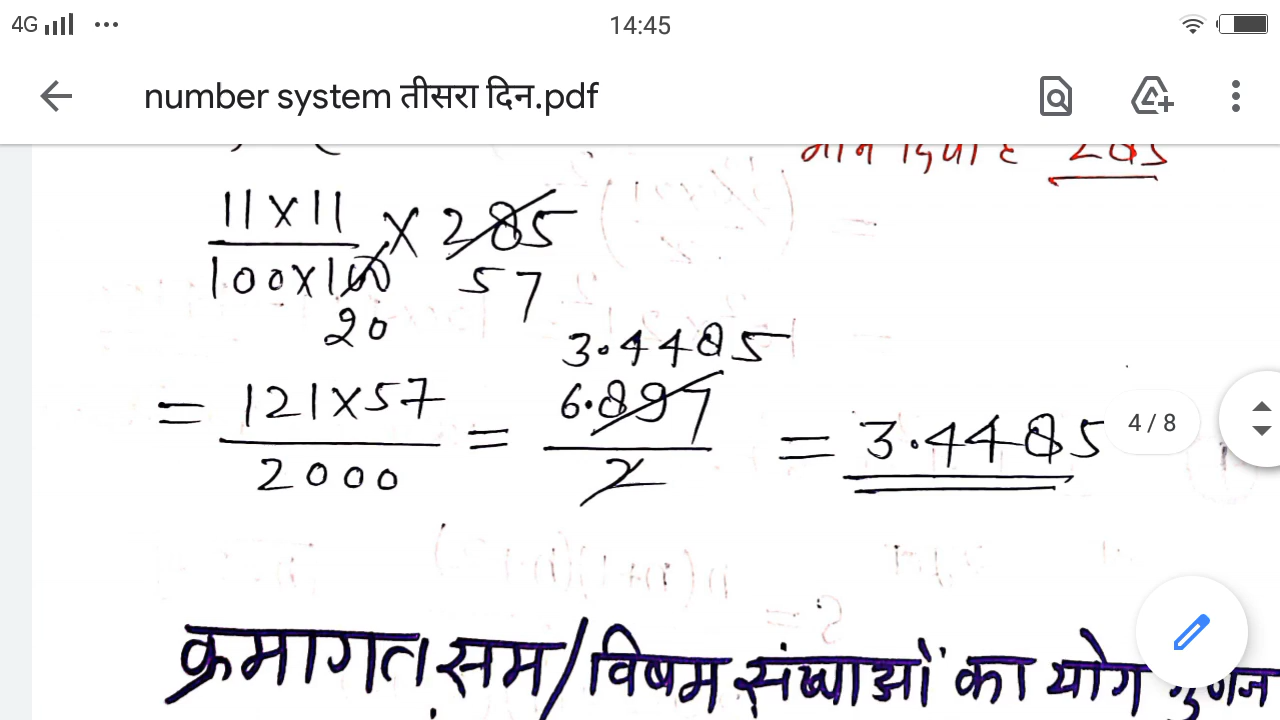 4G 14:45
number system तीसरा दिन.pdf
दिया है 285
11×11 × 285
100×100 57
20
3.4485
= 121×57 = 6.897 = 3.4485
2000 2
4 / 8
क्रमागत सम/विषम संख्याओं का योग